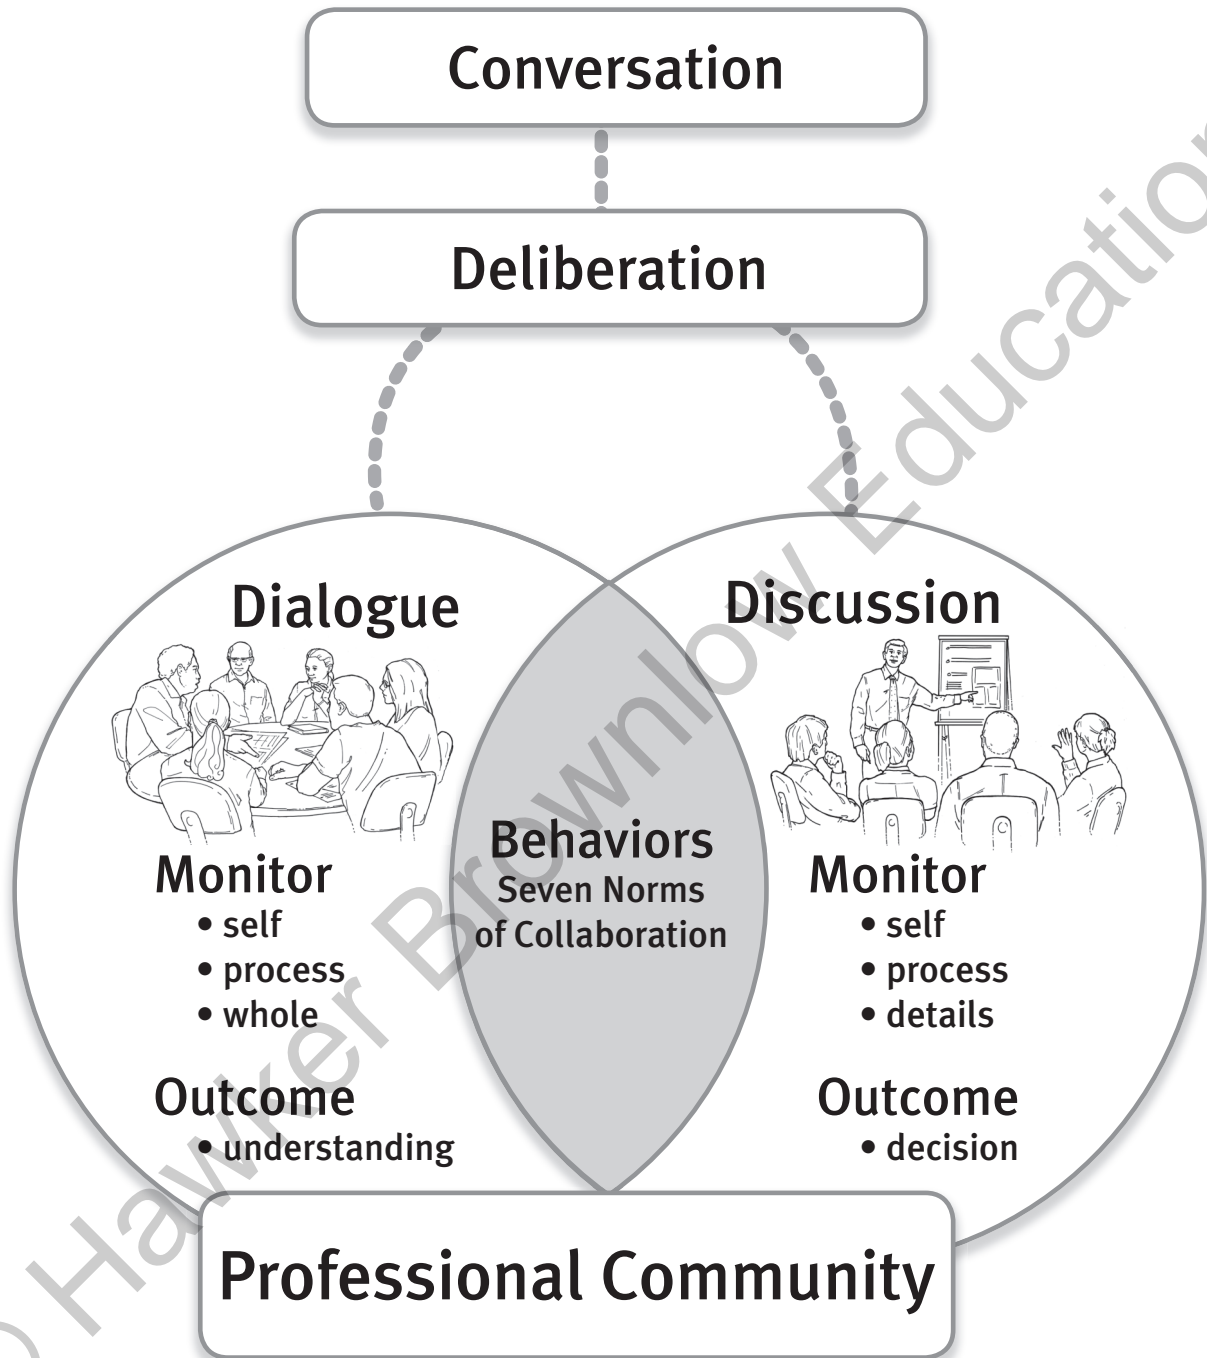 Conversation
Deliberation
Dialogue
Monitor
• self
• process
• whole
Outcome
• understanding
Behaviors
Seven Norms
of Collaboration
Discussion
Monitor
• self
• process
• details
Outcome
• decision
Professional Community
© Hawker Brownlow Education